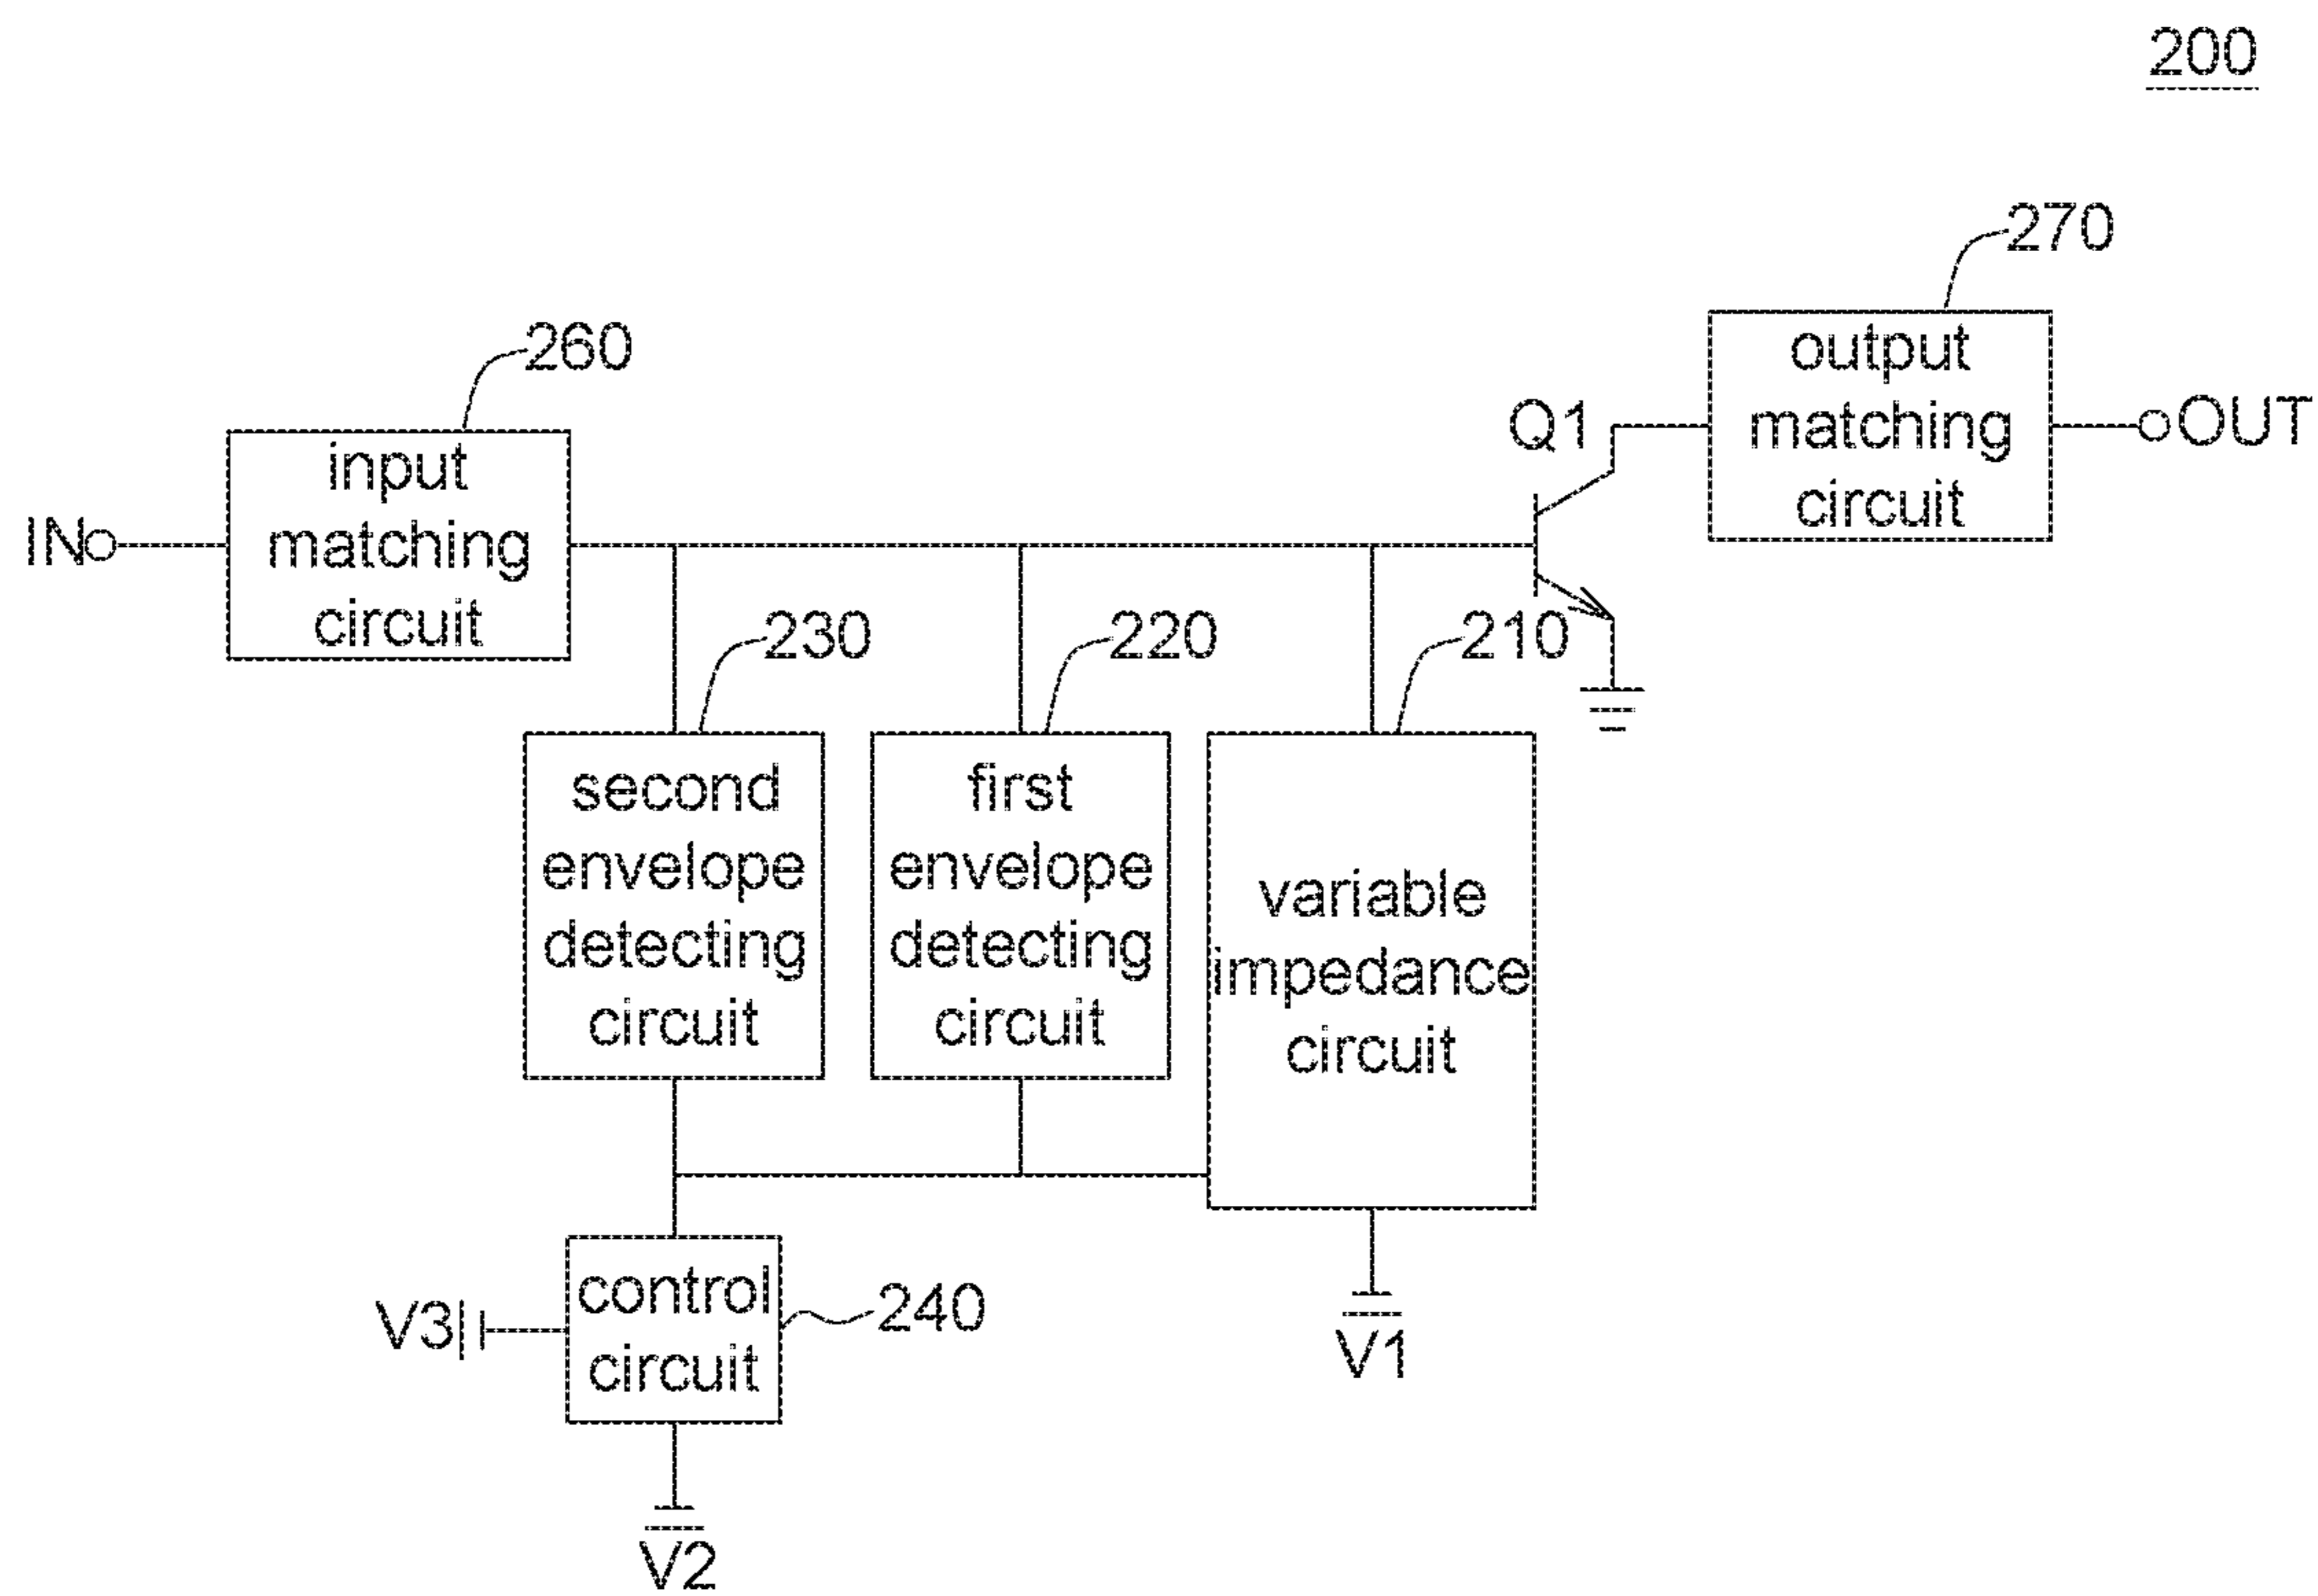 200
270
260
output
matching
circuit
Q1
OUT
input
matching
circuit
IN
230
220
210
second
envelope
detecting
circuit
first
envelope
detecting
circuit
variable
impedance
circuit
control
circuit
V3
240
V1
V2